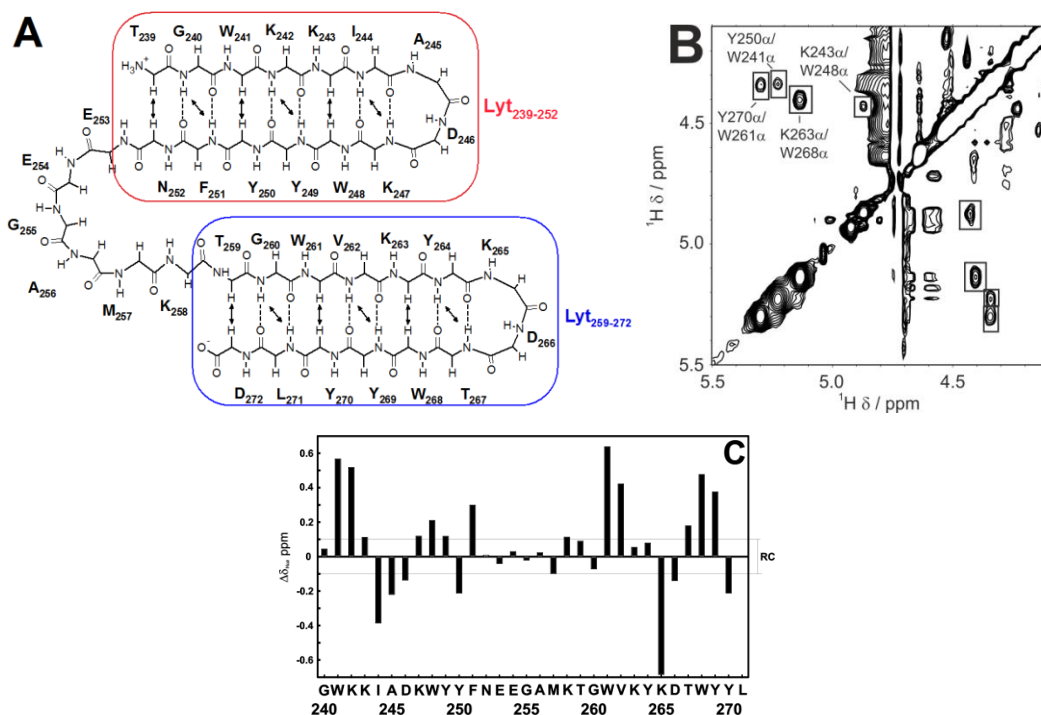 A
T239 G240 W241 K242 K243 I244 A245
H3N+
Lyt239-252
E253
D246
E254
N252 F251 Y250 Y249 W248 K247
G255
T259 G260 W261 V262 K263 Y264 K265
A256
M257 K258
Lyt259-272
D266
O-
D272 L271 Y270 Y269 W268 T267
B
Y250α/
W241α
K243α/
W248α
Y270α/
W261α
K263α/
W268α
4.5
5.0
5.5
5.5 5.0 4.5
1H δ / ppm
1H δ / ppm
C
ΔδHα ppm
0.6
0.4
0.2
0
-0.2
-0.4
-0.6
RC
G W K K I A D K W Y Y F N E E G A M K T G W V K Y K D T W Y Y L
240 245 250 255 260 265 270